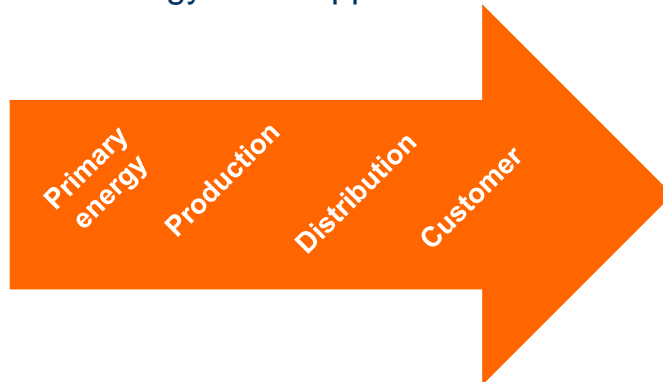 Primary
energy
Production
Distribution
Customer